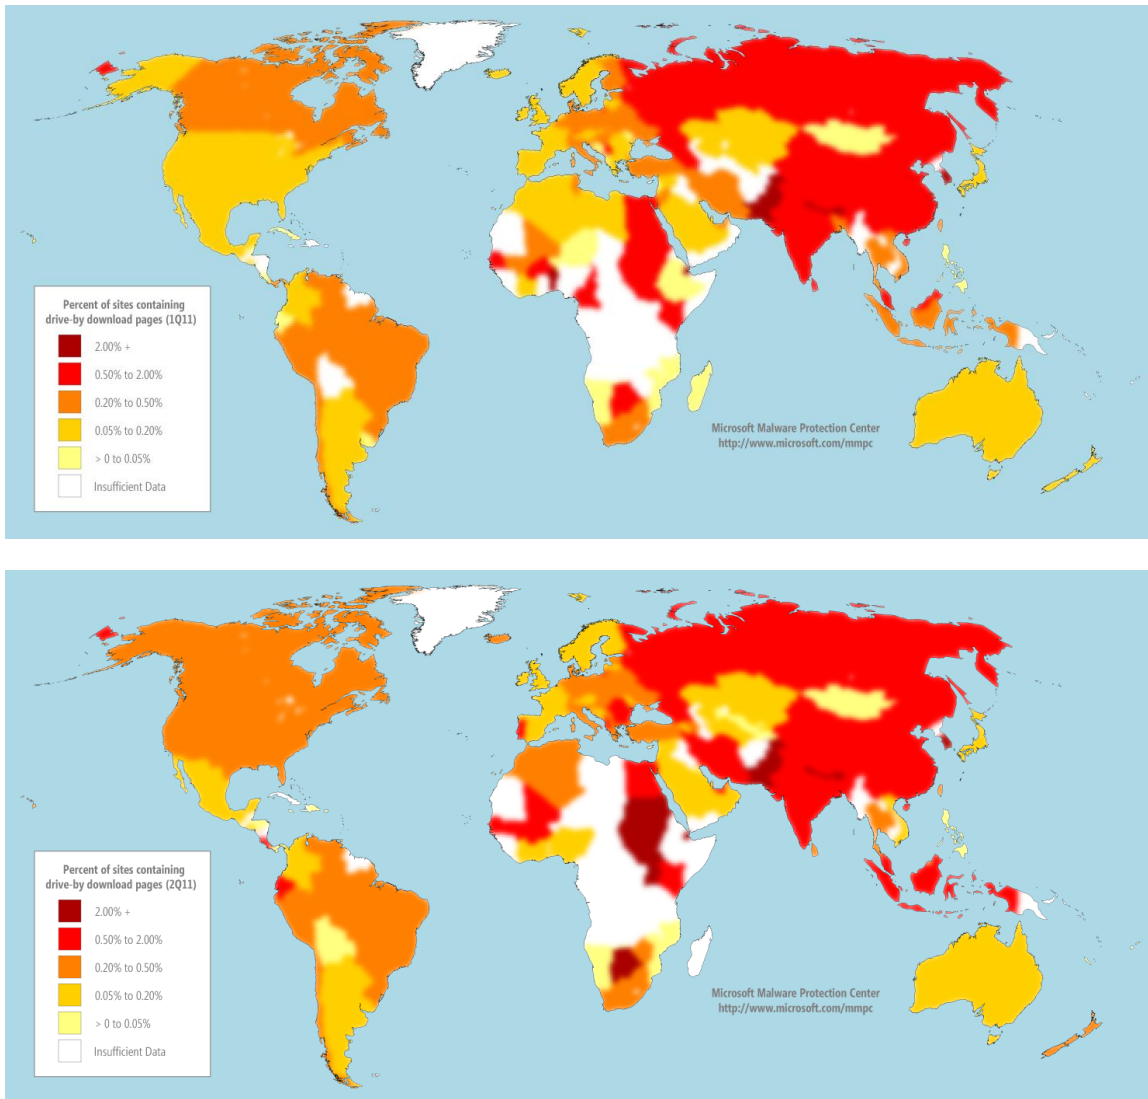 Percent of sites containing
drive-by download pages (1Q11)
2.00% +
0.50% to 2.00%
0.20% to 0.50%
0.05% to 0.20%
> 0 to 0.05%
Insufficient Data
Microsoft Malware Protection Center
http://www.microsoft.com/mmpc
Percent of sites containing
drive-by download pages (2Q11)
2.00% +
0.50% to 2.00%
0.20% to 0.50%
0.05% to 0.20%
> 0 to 0.05%
Insufficient Data
Microsoft Malware Protection Center
http://www.microsoft.com/mmpc